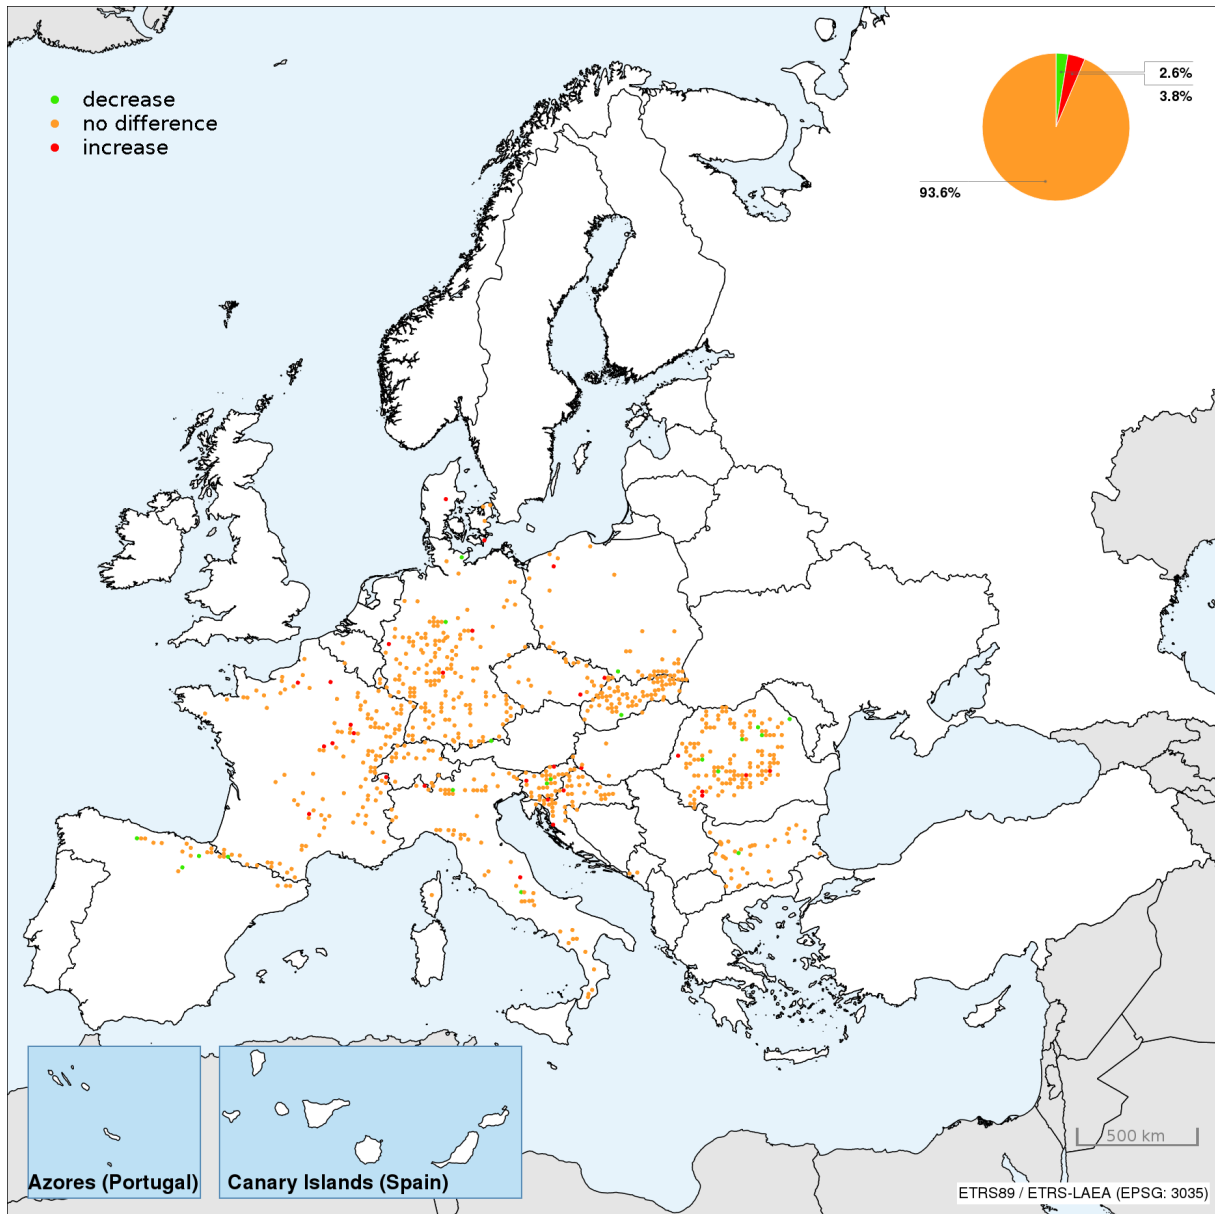 decrease
no difference
increase
2.6%
3.8%
93.6%
500 km
Azores (Portugal)
Canary Islands (Spain)
ETRS89 / ETRS-LAEA (EPSG: 3035)